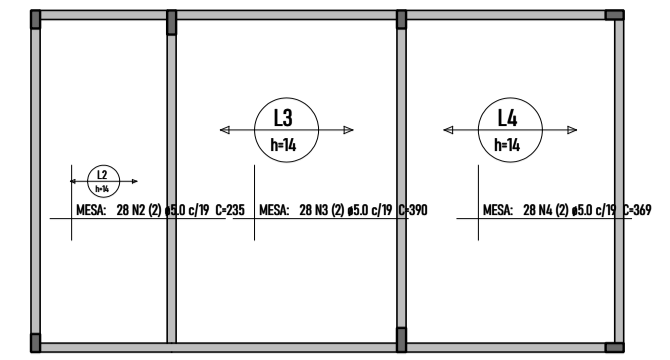 L3
h=14
L4
h=14
L2
h=14
MESA: 28 N2 (2) ø5.0 c/19 C=235
MESA: 28 N3 (2) ø5.0 c/19 C=390
MESA: 28 N4 (2) ø5.0 c/19 C=369